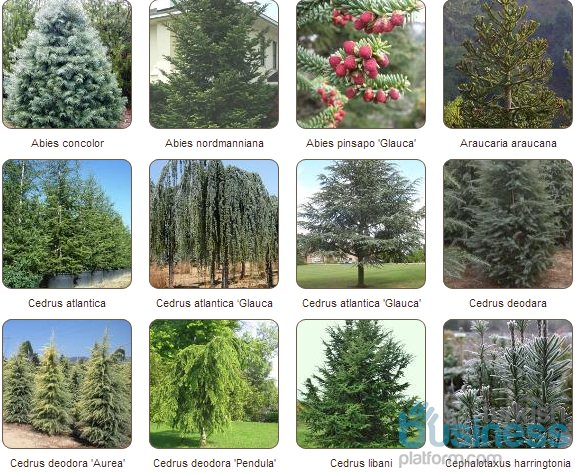 Abies concolor
Abies nordmanniana
Abies pinsapo 'Glauca'
Araucaria araucana
Cedrus atlantica
Cedrus atlantica 'Glauca
Cedrus atlantica 'Glauca'
Cedrus deodara
Cedrus deodora 'Aurea'
Cedrus deodora 'Pendula'
Cedrus libani
Cephalotaxus harringtonia
Business
platform.com